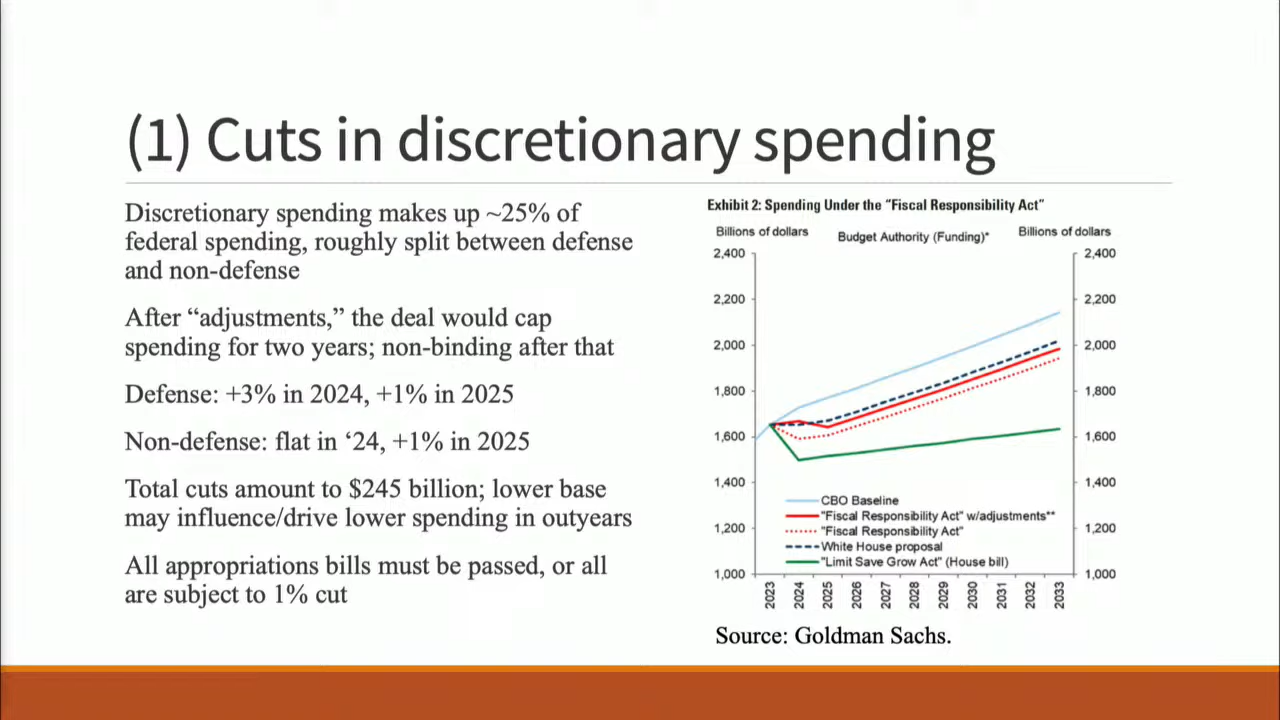 (1) Cuts in discretionary spending
Discretionary spending makes up ~25% of
federal spending, roughly split between defense
and non-defense
After “adjustments,” the deal would cap
spending for two years; non-binding after that
Defense: +3% in 2024, +1% in 2025
Non-defense: flat in ‘24, +1% in 2025
Total cuts amount to $245 billion; lower base
may influence/drive lower spending in outyears
All appropriations bills must be passed, or all
are subject to 1% cut
Exhibit 2: Spending Under the "Fiscal Responsibility Act"
Billions of dollars
Budget Authority (Funding)*
Billions of dollars
2,400 2,400
2,200 2,200
2,000 2,000
1,800 1,800
1,600 1,600
1,400 1,400
1,200 1,200
1,000 1,000
CBO Baseline
"Fiscal Responsibility Act" w/adjustments**
"Fiscal Responsibility Act"
White House proposal
"Limit Save Grow Act" (House bill)
2023 2024 2025 2026 2027 2028 2029 2030 2031 2032 2033
Source: Goldman Sachs.